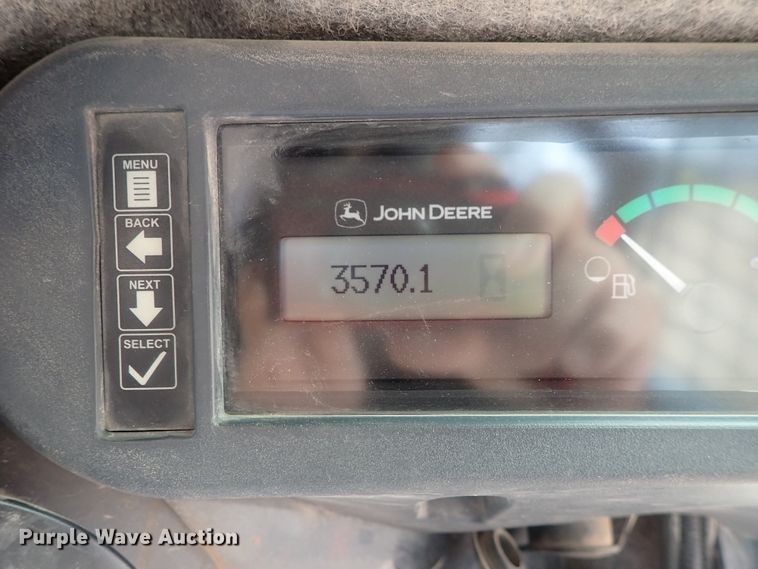 MENU
BACK
NEXT
SELECT
JOHN DEERE
3570.1
Purple Wave Auction